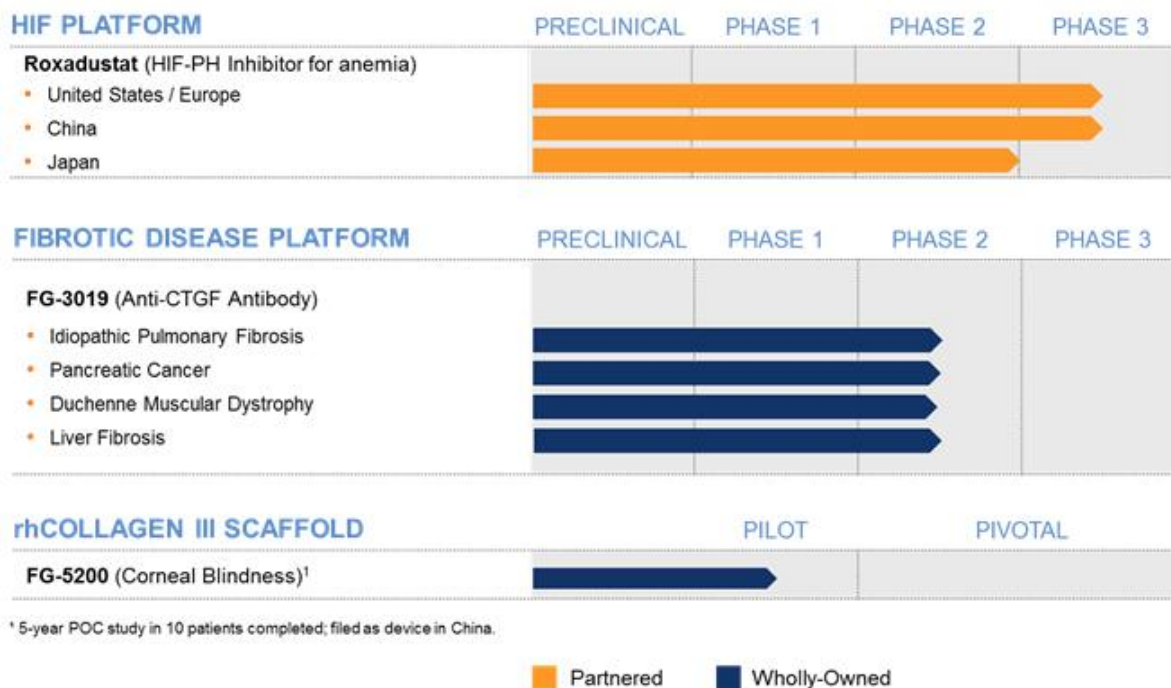 HIF PLATFORM PRECLINICAL PHASE 1 PHASE 2 PHASE 3
Roxadustat (HIF-PH Inhibitor for anemia)
• United States / Europe
• China
• Japan
FIBROTIC DISEASE PLATFORM PRECLINICAL PHASE 1 PHASE 2 PHASE 3
FG-3019 (Anti-CTGF Antibody)
• Idiopathic Pulmonary Fibrosis
• Pancreatic Cancer
• Duchenne Muscular Dystrophy
• Liver Fibrosis
rhCOLLAGEN III SCAFFOLD PILOT PIVOTAL
FG-5200 (Corneal Blindness)¹
¹ 5-year POC study in 10 patients completed; filed as device in China.
Partnered Wholly-Owned